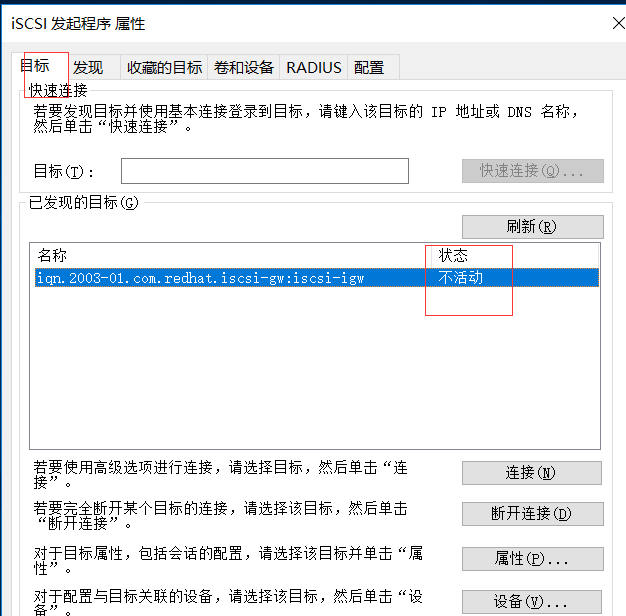 iSCSI 发起程序 属性
目标 发现 收藏的目标 卷和设备 RADIUS 配置
快速连接
若要发现目标并使用基本连接登录到目标，请键入该目标的 IP 地址或 DNS 名称，
然后单击“快速连接”。
目标(T)： 快速连接(Q)...
已发现的目标(G)
刷新(R)
名称 状态
iqn.2003-01.com.redhat.iscsi-gw:iscsi-igw 不活动
若要使用高级选项进行连接，请选择目标，然后单击“连
接”。
连接(N)
若要完全断开某个目标的连接，请选择该目标，然后单击
“断开连接”。
断开连接(D)
对于目标属性，包括会话的配置，请选择该目标并单击“属
性”。
属性(P)...
对于配置与目标关联的设备，请选择该目标，然后单击“设
备”。
设备(V)...